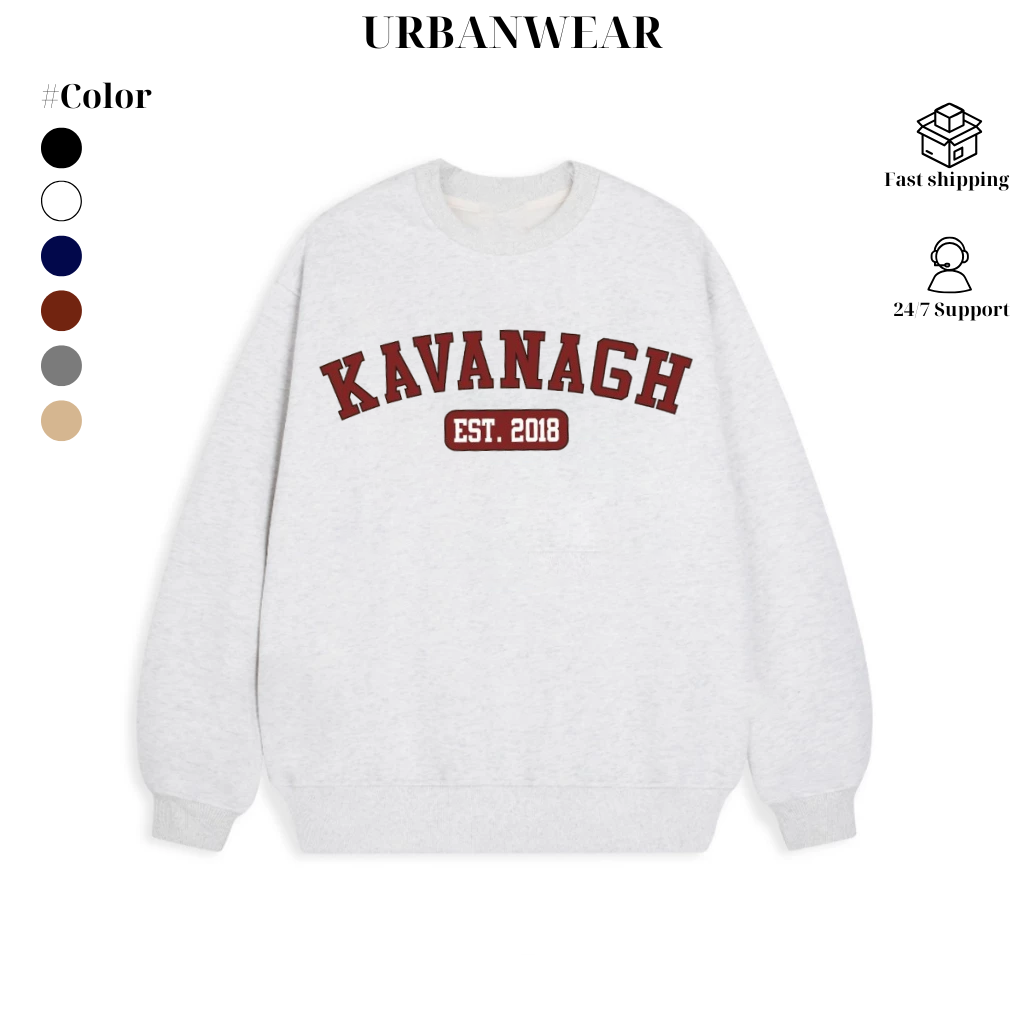 URBANWEAR
#Color
Fast shipping
24/7 Support
KAVANAGH
EST. 2018